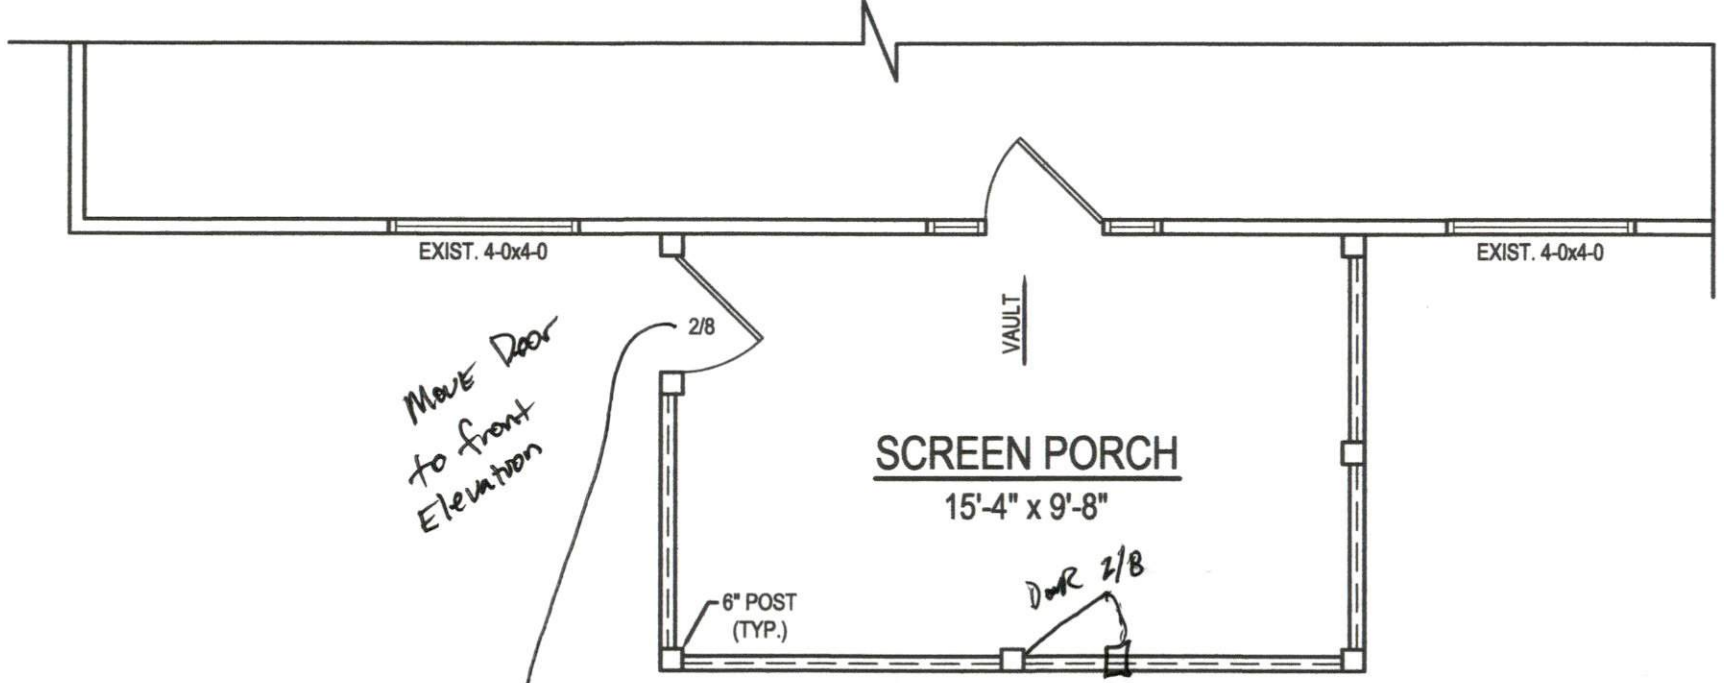 EXIST. 4-0x4-0
EXIST. 4-0x4-0
2/8
VAULT
Move Door
to front
Elevation
SCREEN PORCH
15'-4" x 9'-8"
DooR 2/8
6" POST
(TYP.)